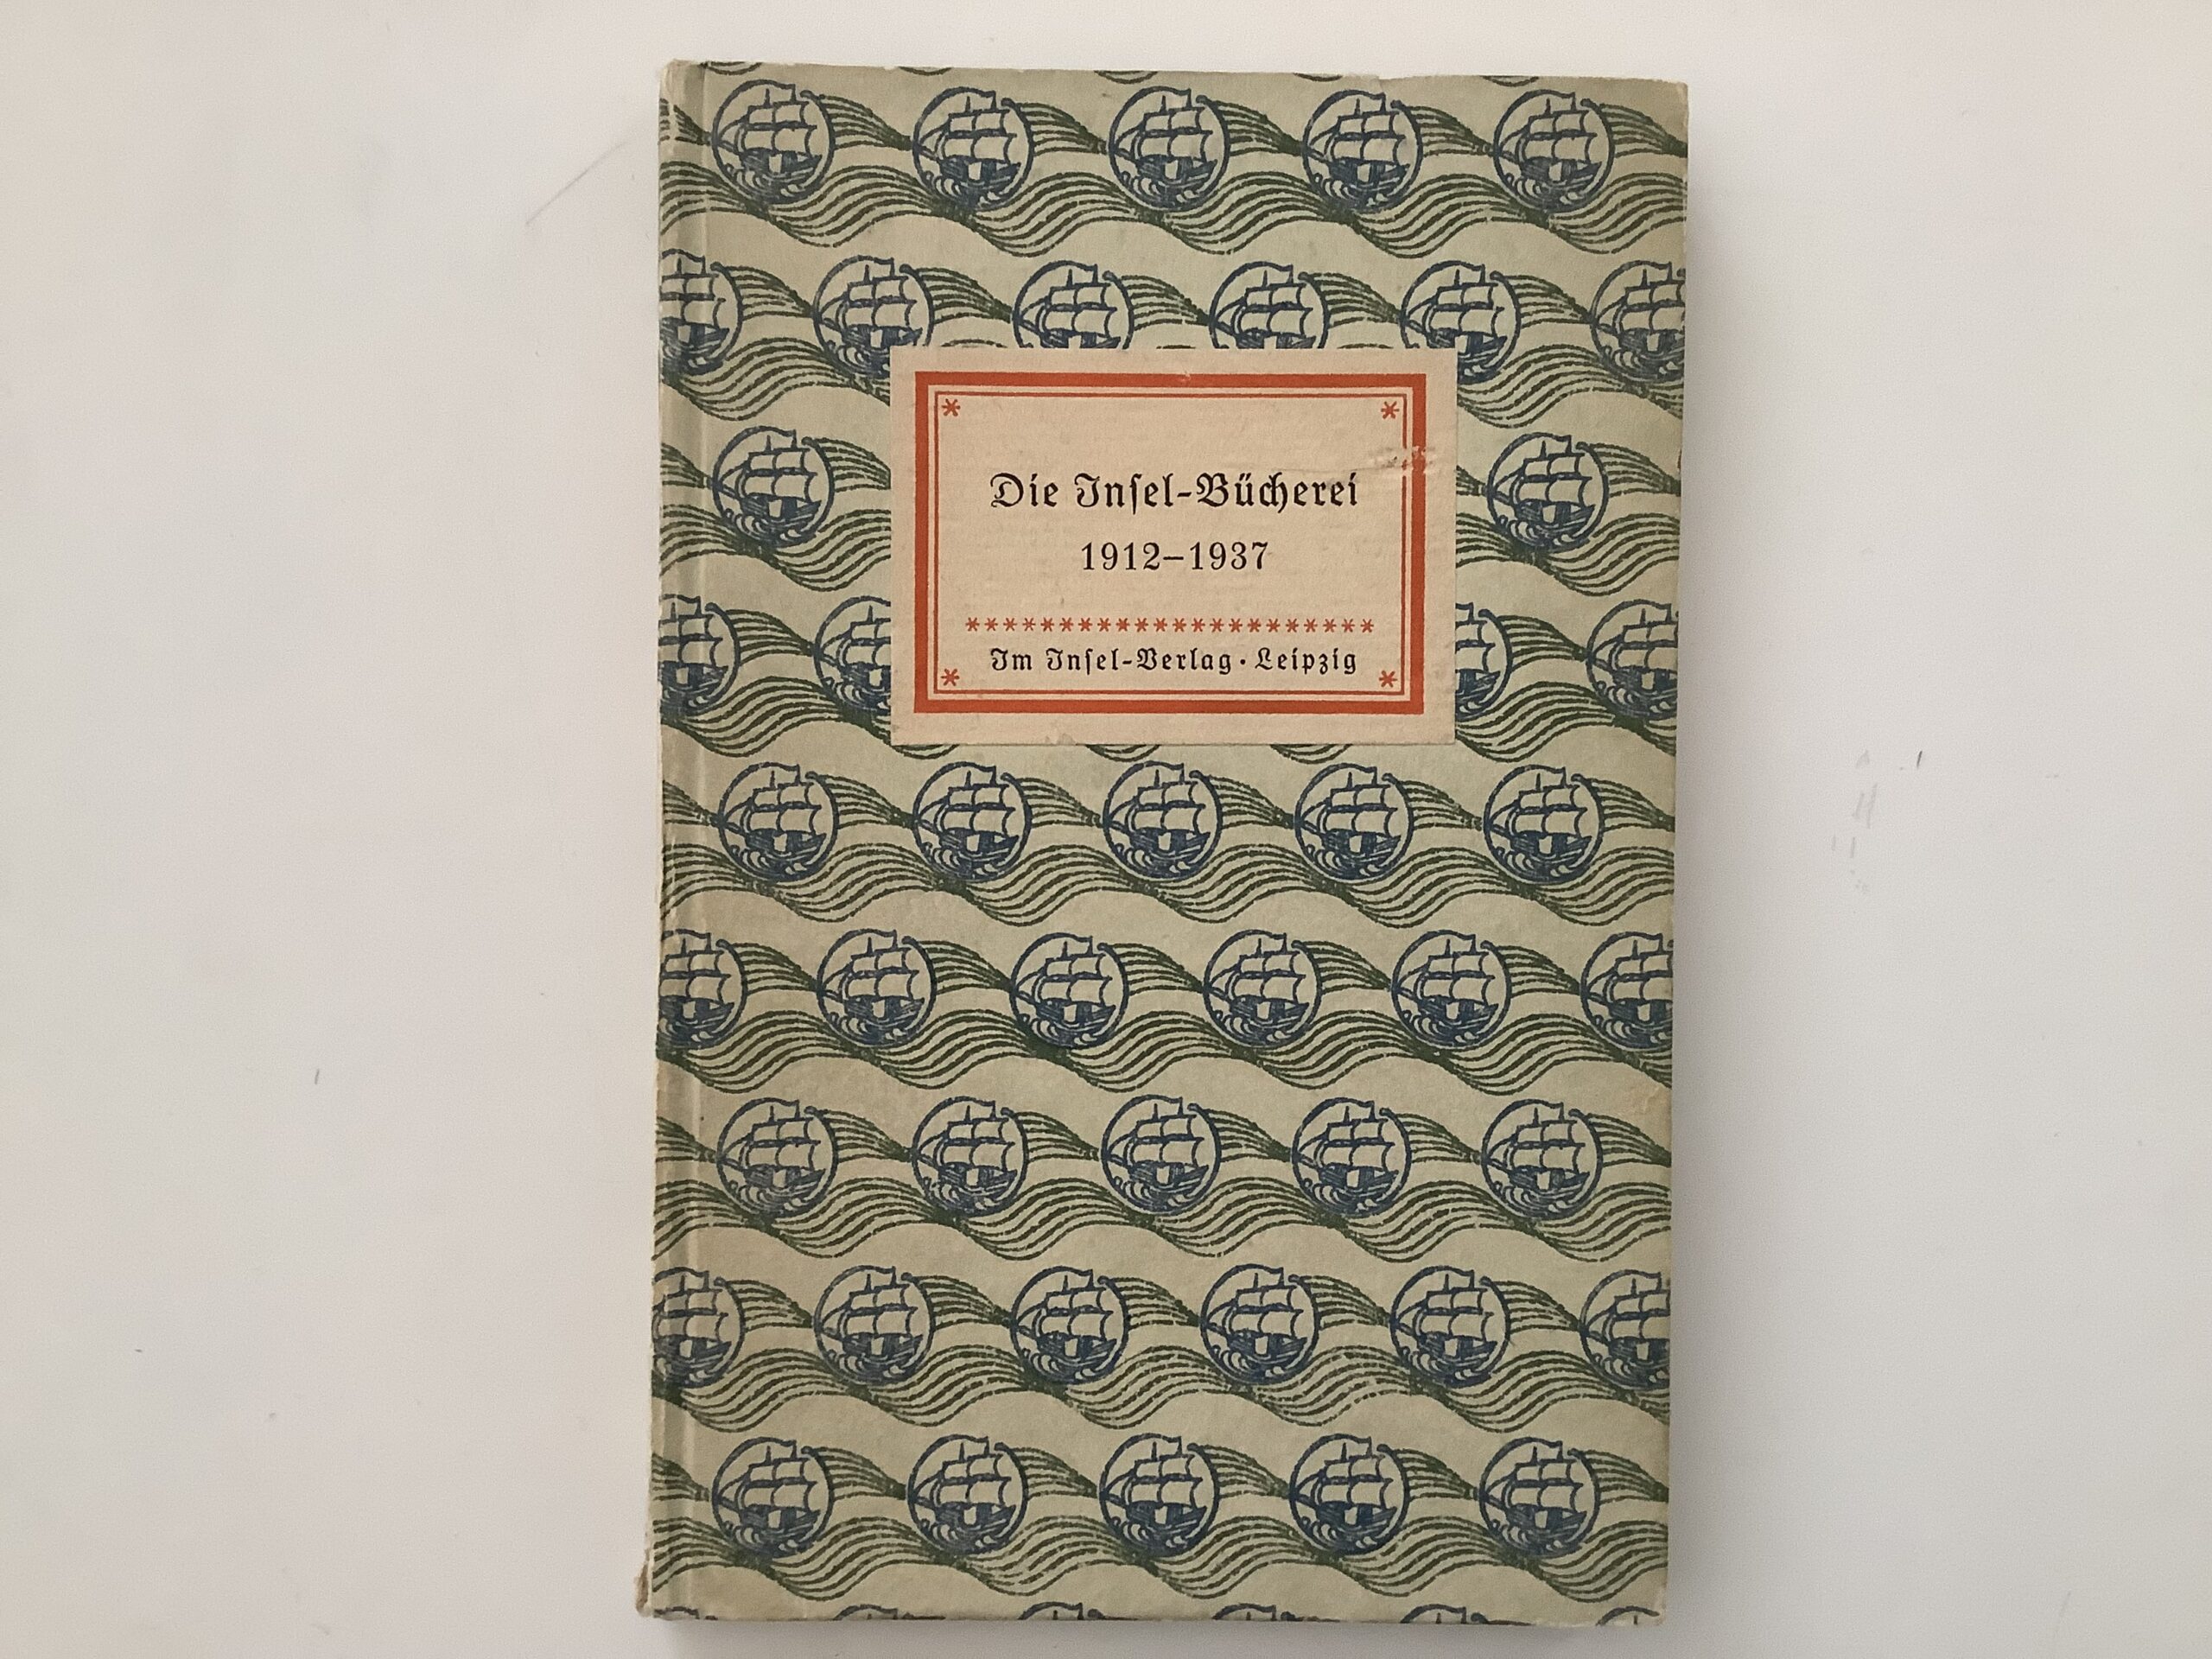 Die Inſel-Bücherei
1912–1937
Im Inſel-Verlag · Leipzig